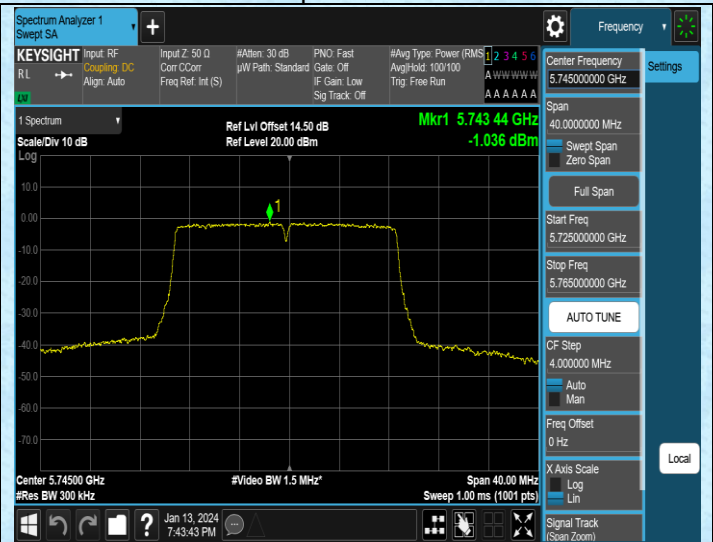 Spectrum Analyzer 1
Swept SA
Frequency
KEYSIGHT
RL
LXI
Input: RF
Coupling: DC
Align: Auto
Input Z: 50 Ω
Corr CCorr
Freq Ref: Int (S)
#Atten: 30 dB
µW Path: Standard
PNO: Fast
Gate: Off
IF Gain: Low
Sig Track: Off
#Avg Type: Power (RMS
Avg|Hold: 100/100
Trig: Free Run
1 2 3 4 5 6
A W W W W W
A A A A A A
1 Spectrum
Scale/Div 10 dB
Log
Ref Lvl Offset 14.50 dB
Ref Level 20.00 dBm
Mkr1 5.743 44 GHz
-1.036 dBm
10.0
0.00
-10.0
-20.0
-30.0
-40.0
-50.0
-60.0
-70.0
1
Center 5.74500 GHz
#Res BW 300 kHz
#Video BW 1.5 MHz*
Span 40.00 MHz
Sweep 1.00 ms (1001 pts)
Jan 13, 2024
7:43:43 PM
Center Frequency
5.745000000 GHz
Span
40.0000000 MHz
Swept Span
Zero Span
Full Span
Start Freq
5.725000000 GHz
Stop Freq
5.765000000 GHz
AUTO TUNE
CF Step
4.000000 MHz
Auto
Man
Freq Offset
0 Hz
X Axis Scale
Log
Lin
Signal Track
(Span Zoom)
Settings
Local